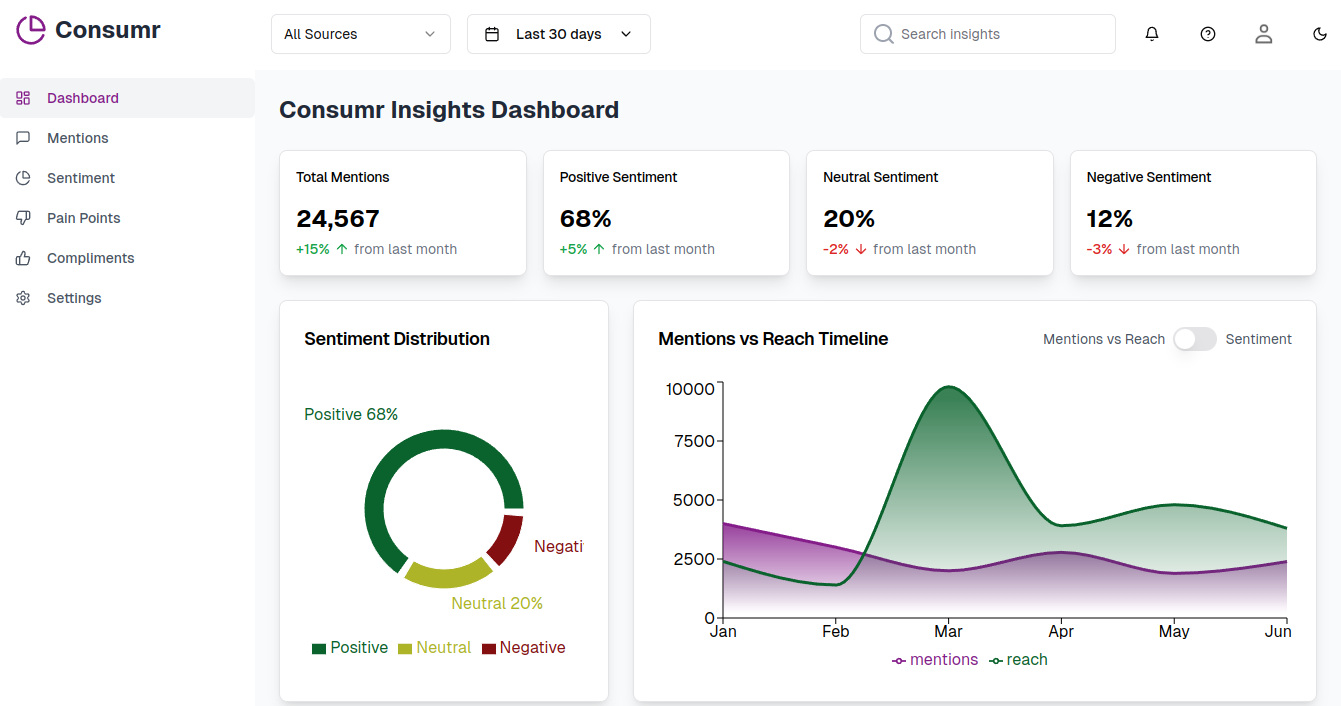 Consumr
All Sources
Last 30 days
Search insights
Dashboard
Mentions
Sentiment
Pain Points
Compliments
Settings
Consumr Insights Dashboard
Total Mentions
24,567
+15% ↑ from last month
Positive Sentiment
68%
+5% ↑ from last month
Neutral Sentiment
20%
-2% ↓ from last month
Negative Sentiment
12%
-3% ↓ from last month
Sentiment Distribution
Positive 68%
Negati
Neutral 20%
Positive Neutral Negative
Mentions vs Reach Timeline
Mentions vs Reach Sentiment
10000
7500
5000
2500
0
Jan Feb Mar Apr May Jun
mentions reach